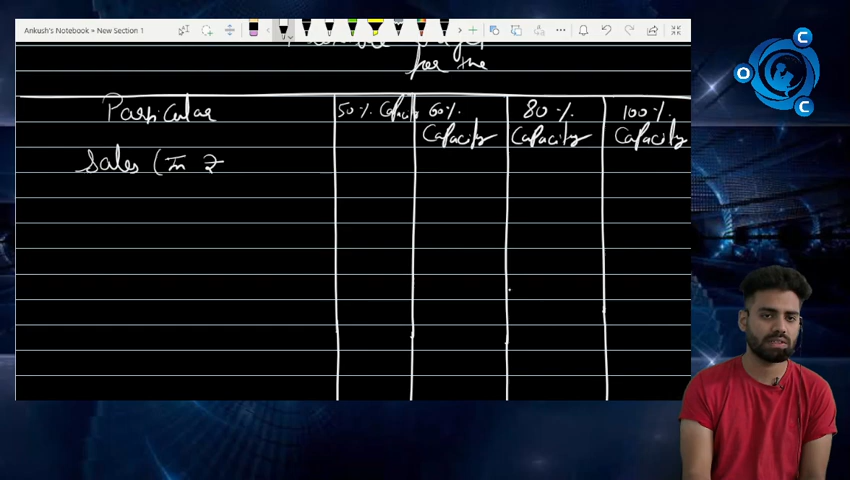 Ankush's Notebook » New Section 1
for the
Particular 50%. Capacity 60%. 80%. 100%.
Capacity Capacity Capacity
Sales (In ₹
O C C